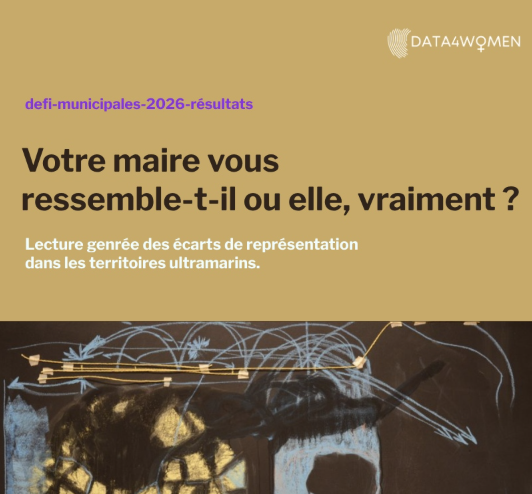 DATA4WOMEN
defi-municipales-2026-résultats
Votre maire vous
ressemble-t-il ou elle, vraiment ?
Lecture genrée des écarts de représentation
dans les territoires ultramarins.